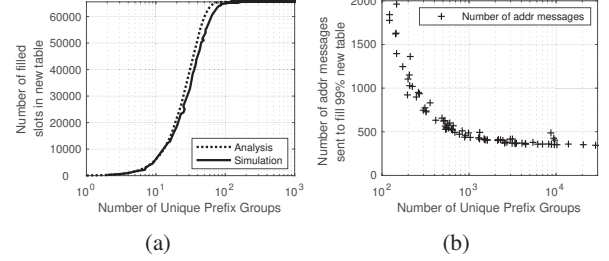 Number of filled
slots in new table
60000
50000
40000
30000
20000
10000
0
10^0
10^1
10^2
10^3
Number of Unique Prefix Groups
Analysis
Simulation
(a)
Number of addr messages
sent to fill 99% new table
2000
1500
1000
500
0
10^2
10^3
10^4
Number of Unique Prefix Groups
Number of addr messages
(b)